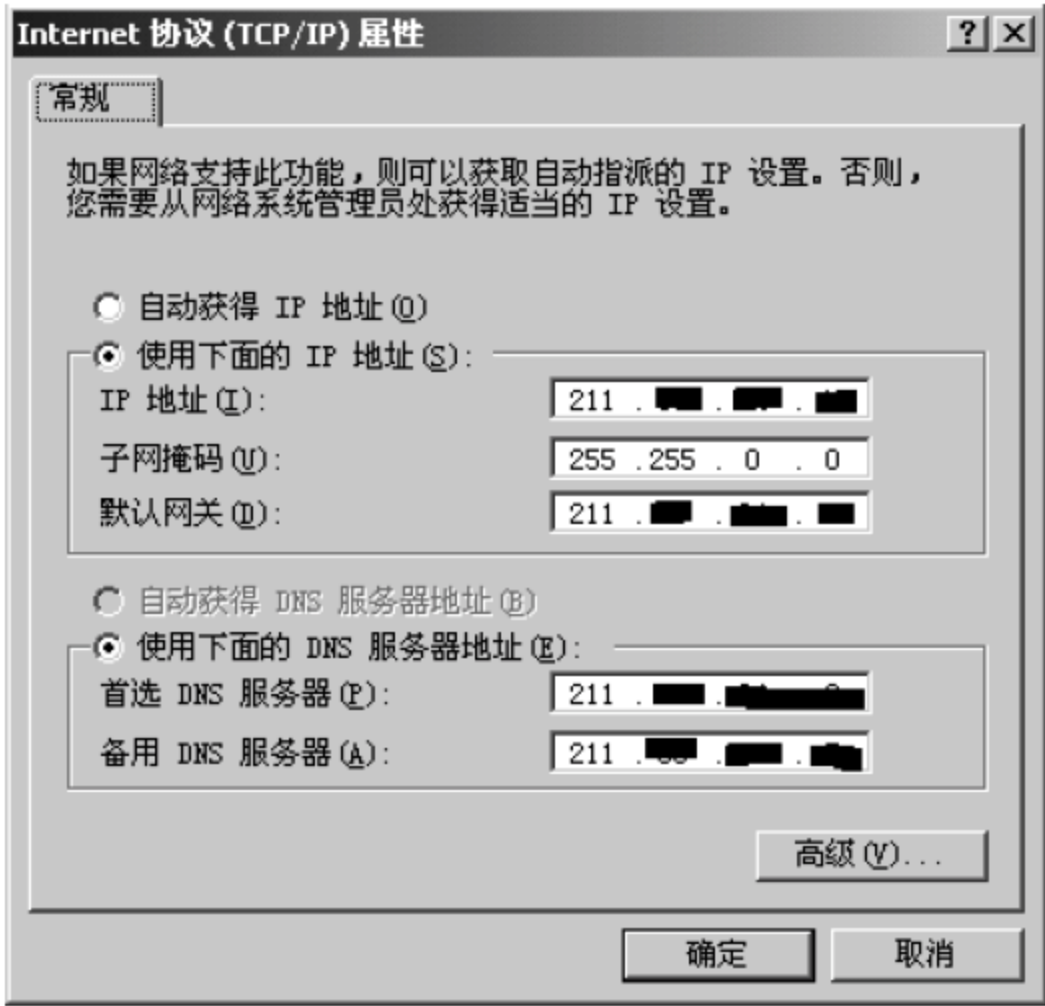 Internet 协议 (TCP/IP) 属性
常规
如果网络支持此功能，则可以获取自动指派的 IP 设置。否则，
您需要从网络系统管理员处获得适当的 IP 设置。
自动获得 IP 地址(O)
使用下面的 IP 地址(S):
IP 地址(I): 211 . . .
子网掩码(U): 255 .255 . 0 . 0
默认网关(D): 211 . . .
自动获得 DNS 服务器地址(B)
使用下面的 DNS 服务器地址(E):
首选 DNS 服务器(P): 211 . .
备用 DNS 服务器(A): 211 . . .
高级(V)...
确定 取消